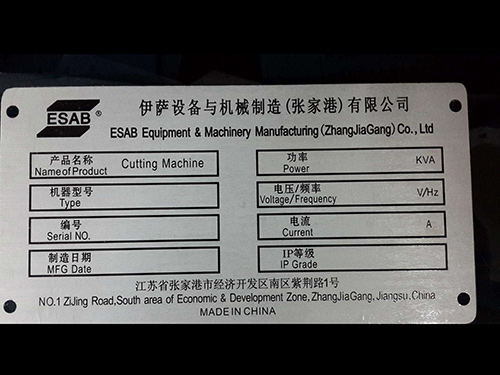 ESAB®
伊萨设备与机械制造(张家港)有限公司
ESAB Equipment & Machinery Manufacturing(ZhangJiaGang) Co., Ltd
产品名称 Cutting Machine
Name of Product
功率 KVA
Power
机器型号
Type
电压/频率 V/Hz
Voltage/Frequency
编号
Serial NO.
电流 A
Current
制造日期
MFG Date
IP等级
IP Grade
江苏省张家港市经济开发区南区紫荆路1号
NO.1 ZiJing Road,South area of Economic & Development Zone, ZhangJiaGang, Jiangsu, China
MADE IN CHINA